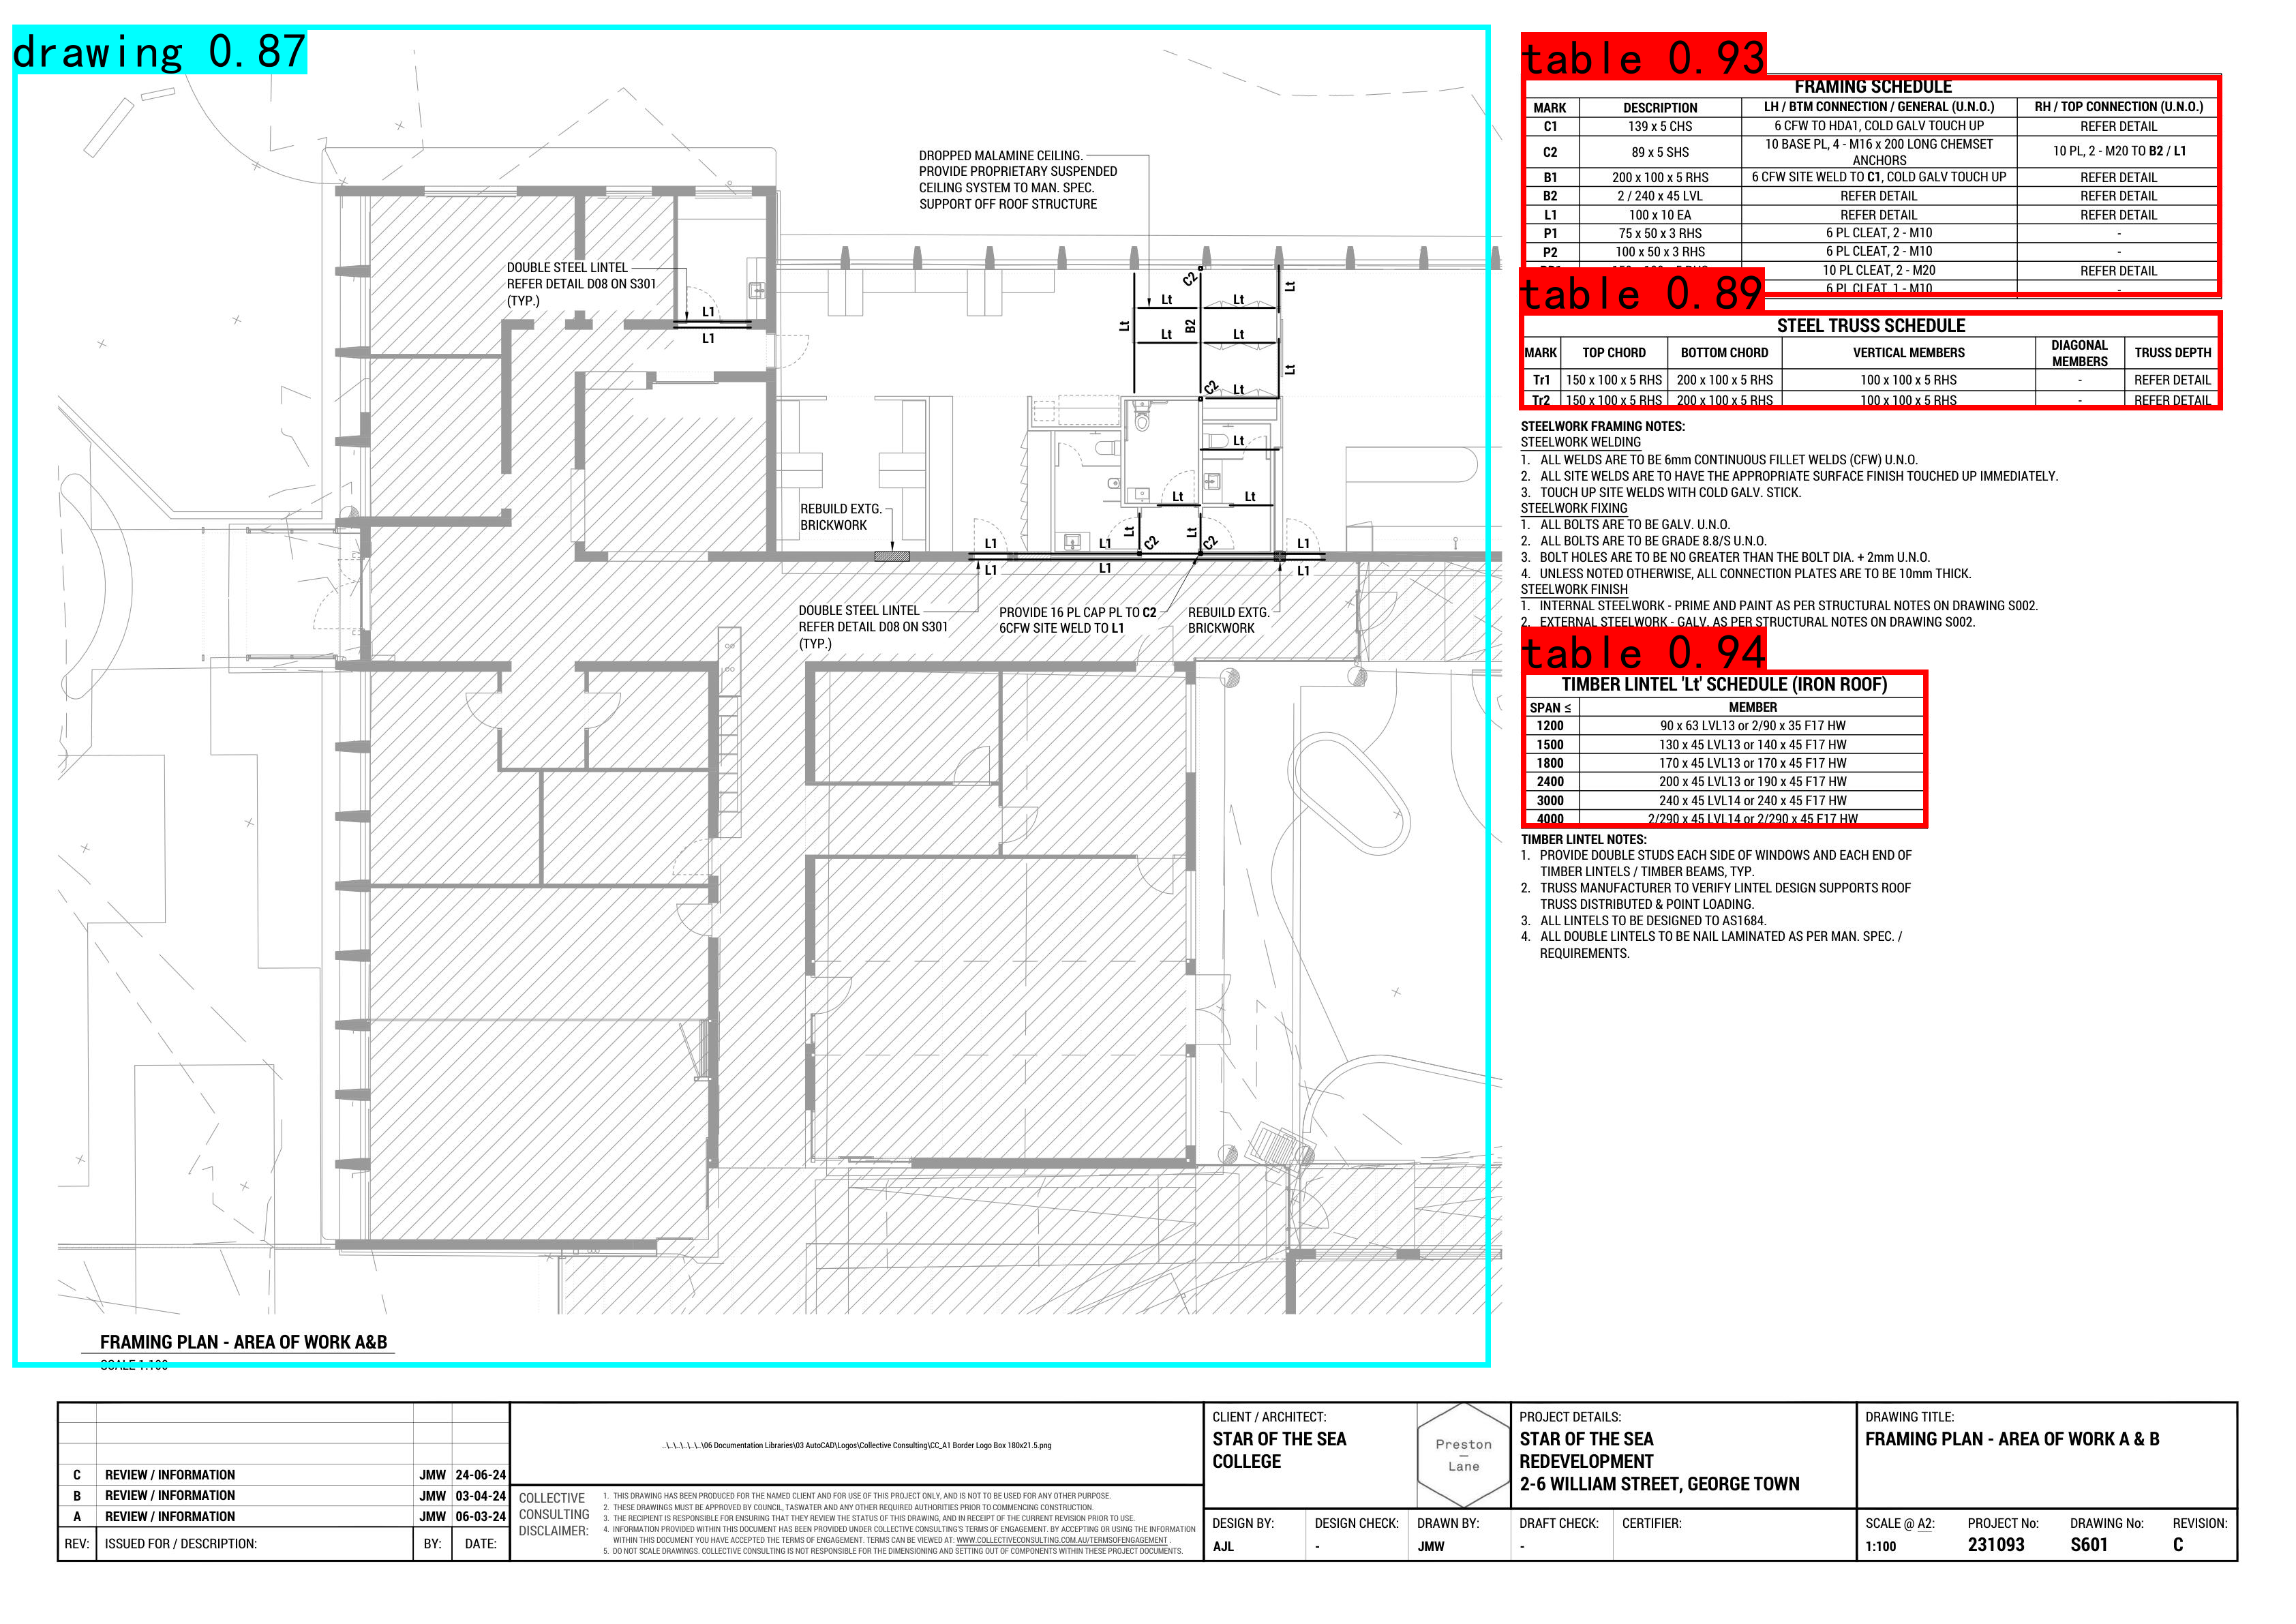 drawing 0.87
DROPPED MALAMINE CEILING.
PROVIDE PROPRIETARY SUSPENDED
CEILING SYSTEM TO MAN. SPEC.
SUPPORT OFF ROOF STRUCTURE
DOUBLE STEEL LINTEL
REFER DETAIL D08 ON S301
(TYP.)
L1
L1
C2
Lt
Lt
Lt
Lt
B2
Lt
Lt
Lt
Lt
C2
Lt
Lt
REBUILD EXTG.
BRICKWORK
Lt
Lt
Lt
Lt
C2
C2
L1
L1
L1
L1
L1
L1
DOUBLE STEEL LINTEL
REFER DETAIL D08 ON S301
(TYP.)
PROVIDE 16 PL CAP PL TO C2
6CFW SITE WELD TO L1
REBUILD EXTG.
BRICKWORK
FRAMING PLAN - AREA OF WORK A&B
SCALE 1:100
table 0.93
FRAMING SCHEDULE
MARK DESCRIPTION LH / BTM CONNECTION / GENERAL (U.N.O.) RH / TOP CONNECTION (U.N.O.)
C1 139 x 5 CHS 6 CFW TO HDA1, COLD GALV TOUCH UP REFER DETAIL
C2 89 x 5 SHS 10 BASE PL, 4 - M16 x 200 LONG CHEMSET ANCHORS 10 PL, 2 - M20 TO B2 / L1
B1 200 x 100 x 5 RHS 6 CFW SITE WELD TO C1, COLD GALV TOUCH UP REFER DETAIL
B2 2 / 240 x 45 LVL REFER DETAIL REFER DETAIL
L1 100 x 10 EA REFER DETAIL REFER DETAIL
P1 75 x 50 x 3 RHS 6 PL CLEAT, 2 - M10 -
P2 100 x 50 x 3 RHS 6 PL CLEAT, 2 - M10 -
10 PL CLEAT, 2 - M20 REFER DETAIL
6 PL CLEAT, 1 - M10 -
table 0.89
STEEL TRUSS SCHEDULE
MARK TOP CHORD BOTTOM CHORD VERTICAL MEMBERS DIAGONAL MEMBERS TRUSS DEPTH
Tr1 150 x 100 x 5 RHS 200 x 100 x 5 RHS 100 x 100 x 5 RHS - REFER DETAIL
Tr2 150 x 100 x 5 RHS 200 x 100 x 5 RHS 100 x 100 x 5 RHS - REFER DETAIL
STEELWORK FRAMING NOTES:
STEELWORK WELDING
1. ALL WELDS ARE TO BE 6mm CONTINUOUS FILLET WELDS (CFW) U.N.O.
2. ALL SITE WELDS ARE TO HAVE THE APPROPRIATE SURFACE FINISH TOUCHED UP IMMEDIATELY.
3. TOUCH UP SITE WELDS WITH COLD GALV. STICK.
STEELWORK FIXING
1. ALL BOLTS ARE TO BE GALV. U.N.O.
2. ALL BOLTS ARE TO BE GRADE 8.8/S U.N.O.
3. BOLT HOLES ARE TO BE NO GREATER THAN THE BOLT DIA. + 2mm U.N.O.
4. UNLESS NOTED OTHERWISE, ALL CONNECTION PLATES ARE TO BE 10mm THICK.
STEELWORK FINISH
1. INTERNAL STEELWORK - PRIME AND PAINT AS PER STRUCTURAL NOTES ON DRAWING S002.
2. EXTERNAL STEELWORK - GALV. AS PER STRUCTURAL NOTES ON DRAWING S002.
table 0.94
TIMBER LINTEL 'Lt' SCHEDULE (IRON ROOF)
SPAN ≤ MEMBER
1200 90 x 63 LVL13 or 2/90 x 35 F17 HW
1500 130 x 45 LVL13 or 140 x 45 F17 HW
1800 170 x 45 LVL13 or 170 x 45 F17 HW
2400 200 x 45 LVL13 or 190 x 45 F17 HW
3000 240 x 45 LVL14 or 240 x 45 F17 HW
4000 2/290 x 45 LVL14 or 2/290 x 45 F17 HW
TIMBER LINTEL NOTES:
1. PROVIDE DOUBLE STUDS EACH SIDE OF WINDOWS AND EACH END OF
TIMBER LINTELS / TIMBER BEAMS, TYP.
2. TRUSS MANUFACTURER TO VERIFY LINTEL DESIGN SUPPORTS ROOF
TRUSS DISTRIBUTED & POINT LOADING.
3. ALL LINTELS TO BE DESIGNED TO AS1684.
4. ALL DOUBLE LINTELS TO BE NAIL LAMINATED AS PER MAN. SPEC. /
REQUIREMENTS.
C REVIEW / INFORMATION JMW 24-06-24
B REVIEW / INFORMATION JMW 03-04-24
A REVIEW / INFORMATION JMW 06-03-24
REV: ISSUED FOR / DESCRIPTION: BY: DATE:
..\..\..\..\..\..\06 Documentation Libraries\03 AutoCAD\Logos\Collective Consulting\CC_A1 Border Logo Box 180x21.5.png
COLLECTIVE
CONSULTING
DISCLAIMER:
1. THIS DRAWING HAS BEEN PRODUCED FOR THE NAMED CLIENT AND FOR USE OF THIS PROJECT ONLY, AND IS NOT TO BE USED FOR ANY OTHER PURPOSE.
2. THESE DRAWINGS MUST BE APPROVED BY COUNCIL, TASWATER AND ANY OTHER REQUIRED AUTHORITIES PRIOR TO COMMENCING CONSTRUCTION.
3. THE RECIPIENT IS RESPONSIBLE FOR ENSURING THAT THEY REVIEW THE STATUS OF THIS DRAWING, AND IN RECEIPT OF THE CURRENT REVISION PRIOR TO USE.
4. INFORMATION PROVIDED WITHIN THIS DOCUMENT HAS BEEN PROVIDED UNDER COLLECTIVE CONSULTING'S TERMS OF ENGAGEMENT. BY ACCEPTING OR USING THE INFORMATION
WITHIN THIS DOCUMENT YOU HAVE ACCEPTED THE TERMS OF ENGAGEMENT. TERMS CAN BE VIEWED AT: WWW.COLLECTIVECONSULTING.COM.AU/TERMSOFENGAGEMENT .
5. DO NOT SCALE DRAWINGS. COLLECTIVE CONSULTING IS NOT RESPONSIBLE FOR THE DIMENSIONING AND SETTING OUT OF COMPONENTS WITHIN THESE PROJECT DOCUMENTS.
CLIENT / ARCHITECT:
STAR OF THE SEA
COLLEGE
Preston
Lane
PROJECT DETAILS:
STAR OF THE SEA
REDEVELOPMENT
2-6 WILLIAM STREET, GEORGE TOWN
DRAWING TITLE:
FRAMING PLAN - AREA OF WORK A & B
DESIGN BY: DESIGN CHECK: DRAWN BY: DRAFT CHECK: CERTIFIER:
AJL - JMW -
SCALE @ A2: PROJECT No: DRAWING No: REVISION:
1:100 231093 S601 C